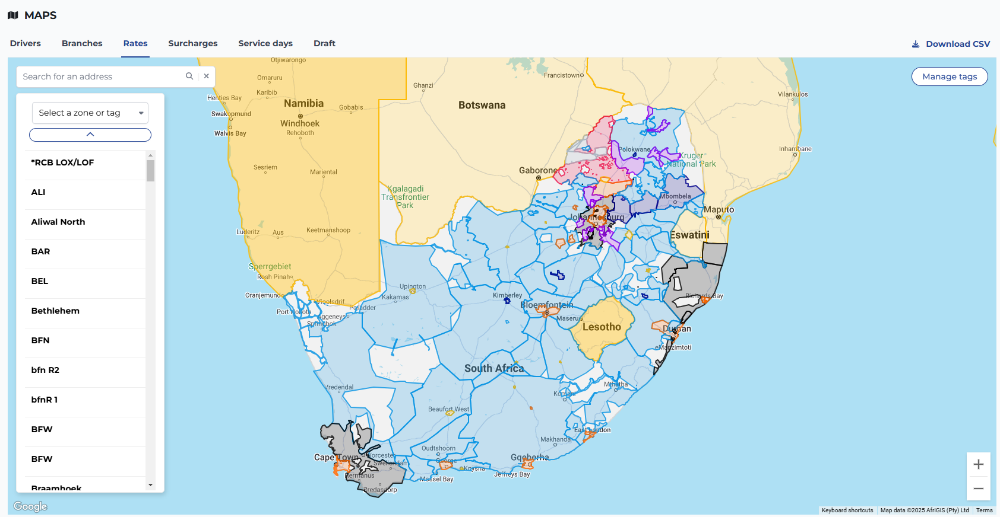 MAPS
Drivers
Branches
Rates
Surcharges
Service days
Draft
Download CSV
Search for an address
Manage tags
Select a zone or tag
*RCB LOX/LOF
ALI
Aliwal North
BAR
BEL
Bethlehem
BFN
bfn R2
bfnR 1
BFW
BFW
Braamhoek
Otjiwarongo
Omaruru
Karibib
Henties Bay
Swakopmund
Walvis Bay
Namibia
Windhoek
Rehoboth
Gobabis
Ghanzi
Botswana
Francistown
Vilankulos
Inhambane
Sesriem
Mariental
Kgalagadi
Transfrontier
Park
Gaborone
Polokwane
Kruger
National Park
Mbombela
Maputo
Johannesburg
Eswatini
Luderitz
Aus
Keetmanshoop
Sperrgebiet
Rosh Pinah
Oranjemund
Vioolsdrif
Port Nolloth
Aggeneys
Springbok
Pofadder
Upington
Kakamas
Kimberley
Bloemfontein
Maseru
Lesotho
Richards Bay
Durban
eManzimtoti
South Africa
Vredendal
Beaufort West
Komani
Mthatha
East London
Makhanda
Gqeberha
Jeffreys Bay
Oudtshoorn
George
Knysna
Mossel Bay
Cape Town
Worcester
Swellendam
Hermanus
Bredasdorp
Google
Keyboard shortcuts
Map data ©2025 AfriGIS (Pty) Ltd
Terms